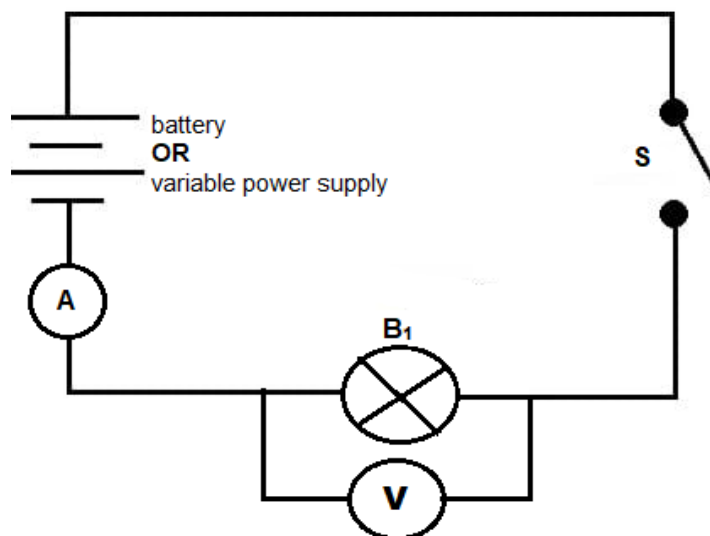 battery
OR
variable power supply
S
A
B₁
V